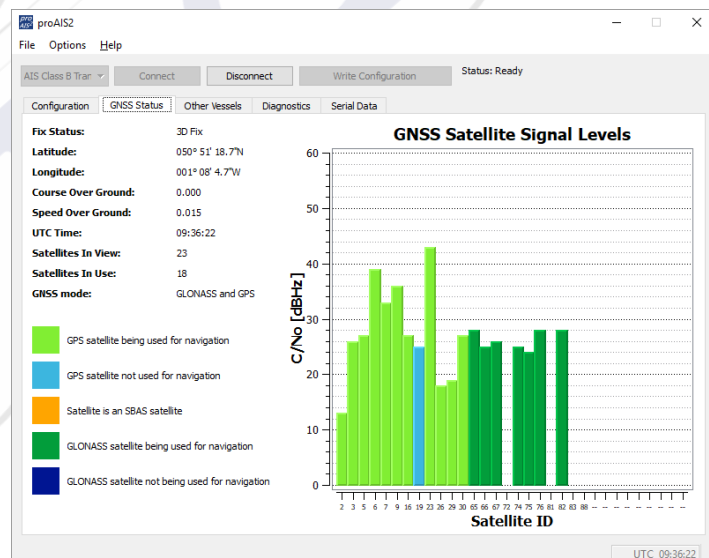 proAIS2
File Options Help
AIS Class B Tran Connect Disconnect Write Configuration Status: Ready
Configuration GNSS Status Other Vessels Diagnostics Serial Data
Fix Status: 3D Fix
Latitude: 050° 51' 18.7"N
Longitude: 001° 08' 4.7"W
Course Over Ground: 0.000
Speed Over Ground: 0.015
UTC Time: 09:36:22
Satellites In View: 23
Satellites In Use: 18
GNSS mode: GLONASS and GPS
GPS satellite being used for navigation
GPS satellite not used for navigation
Satellite is an SBAS satellite
GLONASS satellite being used for navigation
GLONASS satellite not being used for navigation
GNSS Satellite Signal Levels
60
50
40
30
20
10
0
C/No [dBHz]
2 3 5 6 7 9 16 19 23 26 29 30 65 66 67 72 74 75 76 81 82 83 88 -- -- -- -- -- -- -- -- --
Satellite ID
UTC 09:36:22